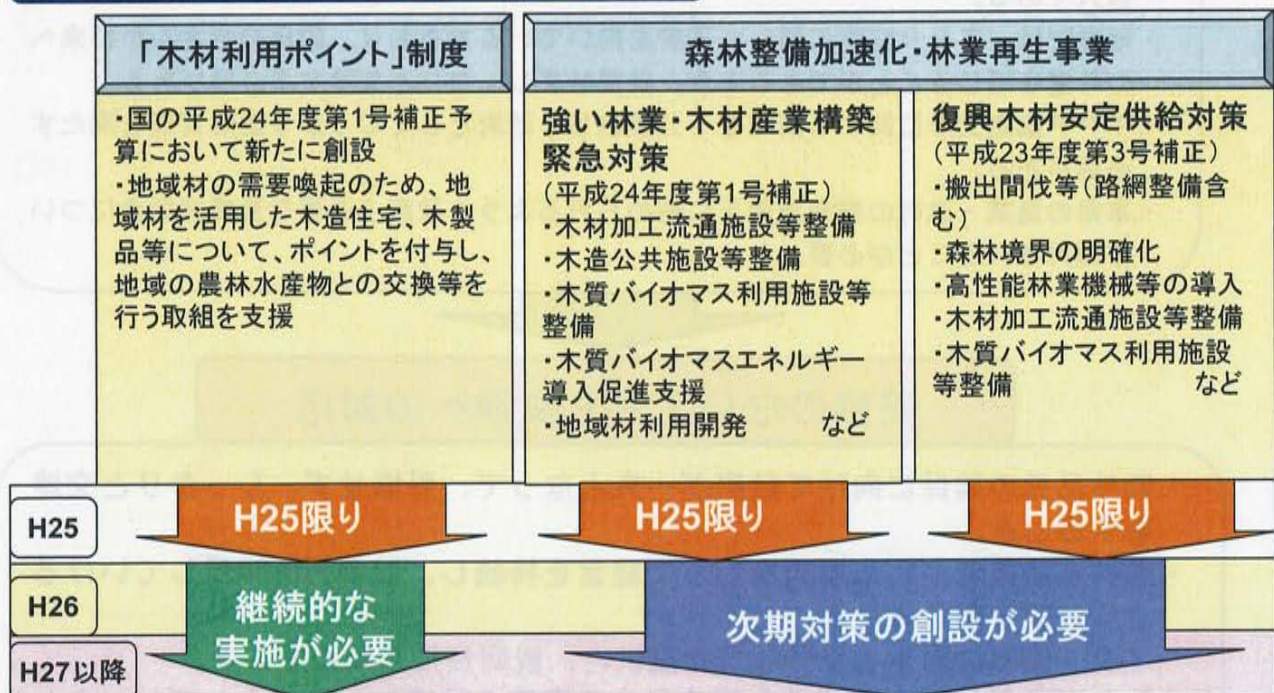 「木材利用ポイント」制度
・国の平成24年度第1号補正予
算において新たに創設
・地域材の需要喚起のため、地
域材を活用した木造住宅、木製
品等について、ポイントを付与し、
地域の農林水産物との交換等を
行う取組を支援
森林整備加速化・林業再生事業
強い林業・木材産業構築
緊急対策
(平成24年度第1号補正)
・木材加工流通施設等整備
・木造公共施設等整備
・木質バイオマス利用施設等
整備
・木質バイオマスエネルギー
導入促進支援
・地域材利用開発 など
復興木材安定供給対策
(平成23年度第3号補正)
・搬出間伐等(路網整備含
む)
・森林境界の明確化
・高性能林業機械等の導入
・木材加工流通施設等整備
・木質バイオマス利用施設
等整備 など
H25
H25限り
H25限り
H25限り
H26
継続的な
実施が必要
次期対策の創設が必要
H27以降